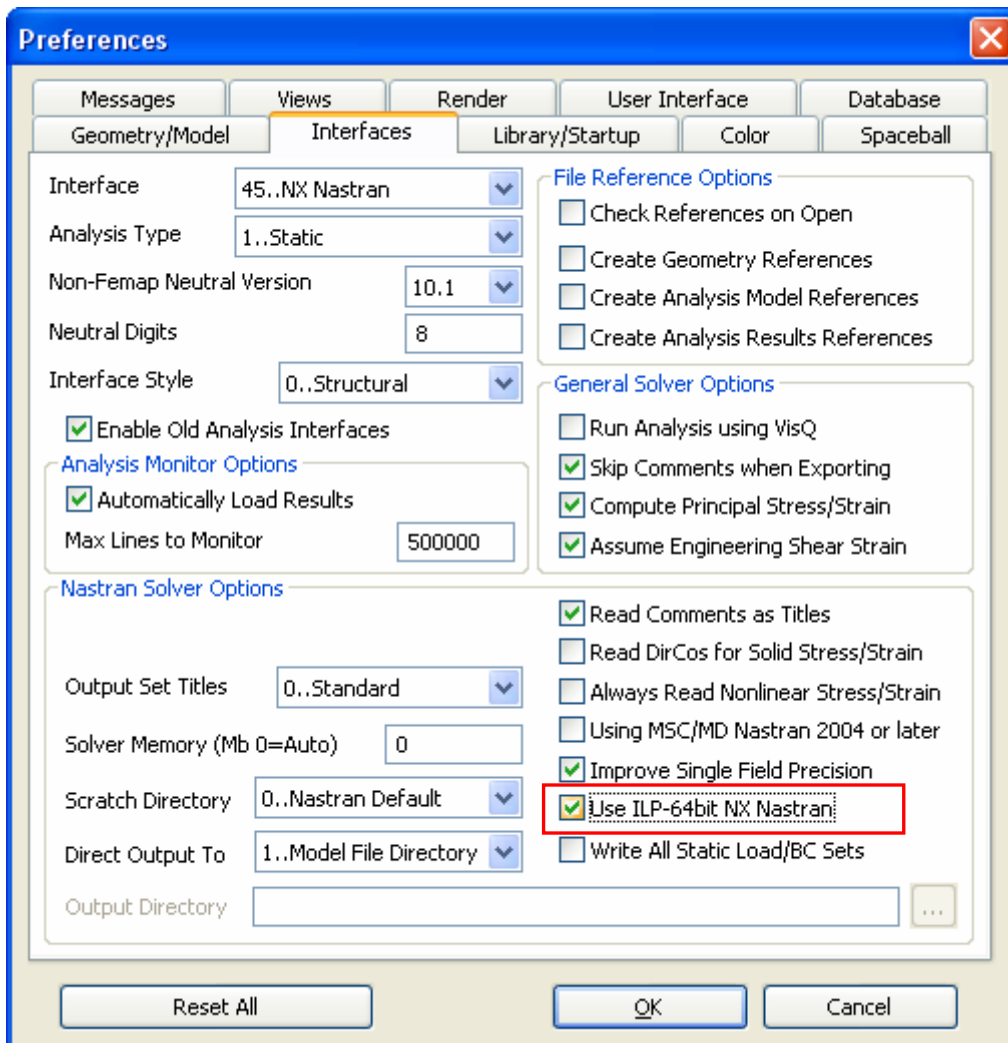 Preferences
Messages
Views
Render
User Interface
Database
Geometry/Model
Interfaces
Library/Startup
Color
Spaceball
Interface
45..NX Nastran
Analysis Type
1..Static
Non-Femap Neutral Version
10.1
Neutral Digits
8
Interface Style
0..Structural
Enable Old Analysis Interfaces
Analysis Monitor Options
Automatically Load Results
Max Lines to Monitor
500000
File Reference Options
Check References on Open
Create Geometry References
Create Analysis Model References
Create Analysis Results References
General Solver Options
Run Analysis using VisQ
Skip Comments when Exporting
Compute Principal Stress/Strain
Assume Engineering Shear Strain
Nastran Solver Options
Output Set Titles
0..Standard
Solver Memory (Mb 0=Auto)
0
Scratch Directory
0..Nastran Default
Direct Output To
1..Model File Directory
Output Directory
...
Read Comments as Titles
Read DirCos for Solid Stress/Strain
Always Read Nonlinear Stress/Strain
Using MSC/MD Nastran 2004 or later
Improve Single Field Precision
Use ILP-64bit NX Nastran
Write All Static Load/BC Sets
Reset All
OK
Cancel